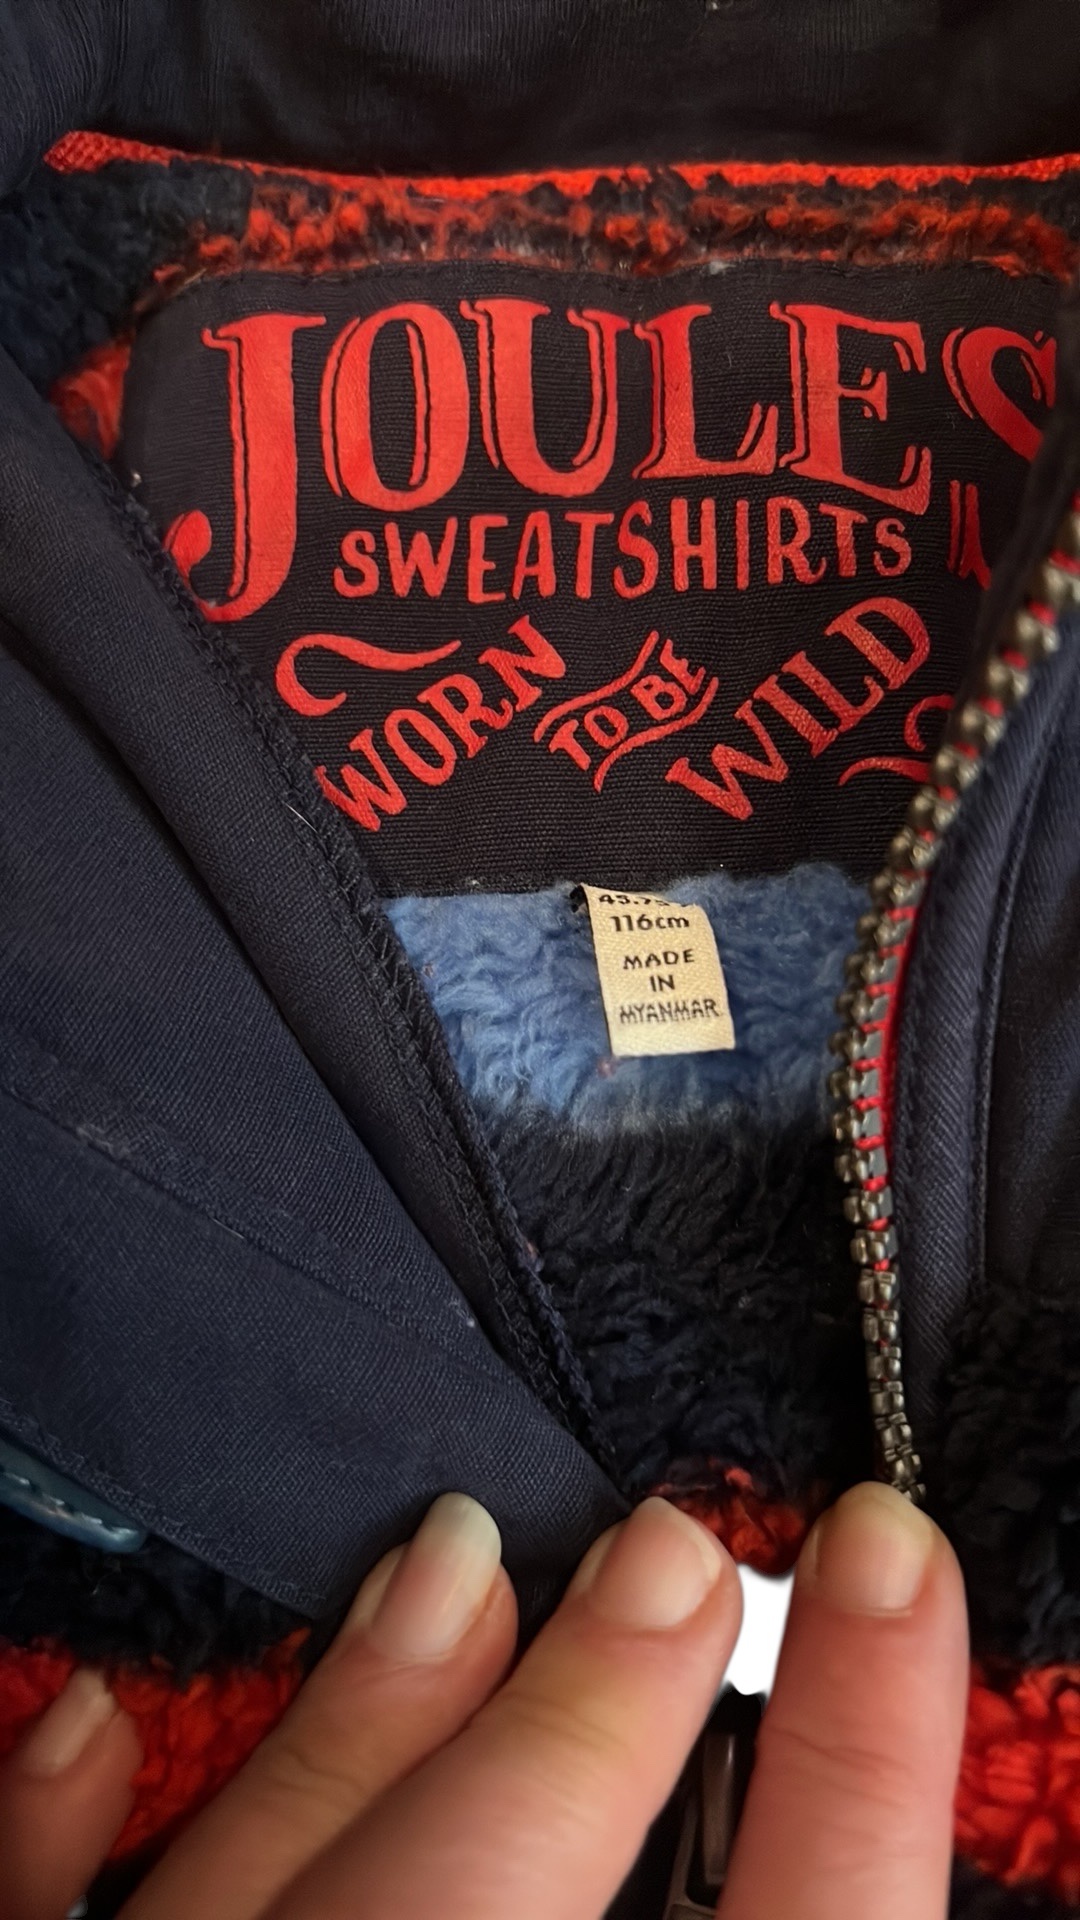 JOULES
SWEATSHIRTS
WORN TO BE WILD
116cm
MADE
IN
MYANMAR